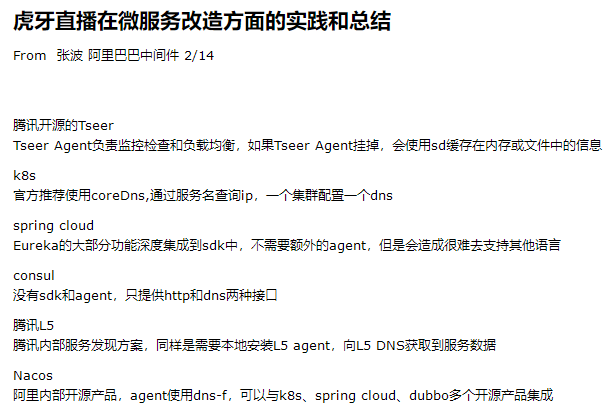 虎牙直播在微服务改造方面的实践和总结
From 张波 阿里巴巴中间件 2/14
腾讯开源的Tseer
Tseer Agent负责监控检查和负载均衡，如果Tseer Agent挂掉，会使用sd缓存在内存或文件中的信息
k8s
官方推荐使用coreDns,通过服务名查询ip，一个集群配置一个dns
spring cloud
Eureka的大部分功能深度集成到sdk中，不需要额外的agent，但是会造成很难去支持其他语言
consul
没有sdk和agent，只提供http和dns两种接口
腾讯L5
腾讯内部服务发现方案，同样是需要本地安装L5 agent，向L5 DNS获取到服务数据
Nacos
阿里内部开源产品，agent使用dns-f，可以与k8s、spring cloud、dubbo多个开源产品集成